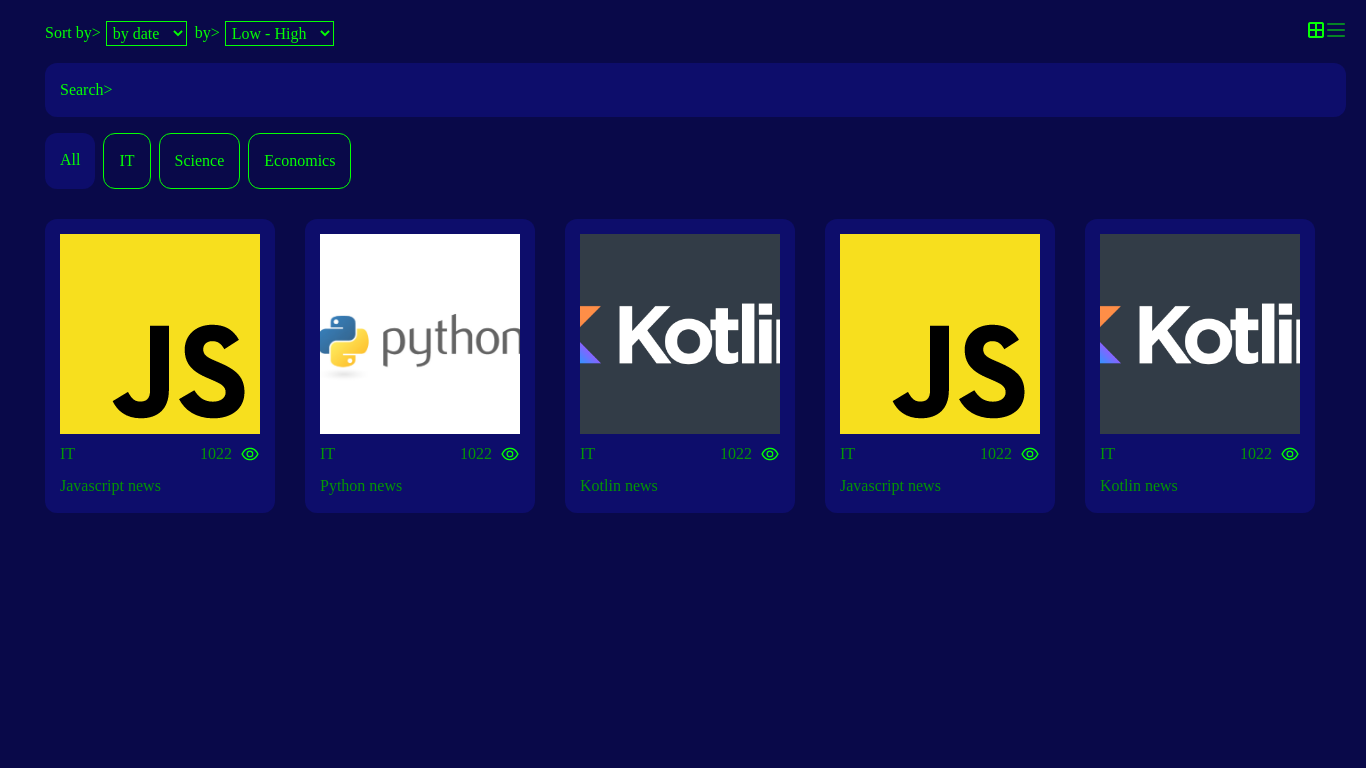 Sort by> by date by> Low - High
Search>
All IT Science Economics
JS python Kotlin JS Kotlin
IT 1022 IT 1022 IT 1022 IT 1022 IT 1022
Javascript news Python news Kotlin news Javascript news Kotlin news